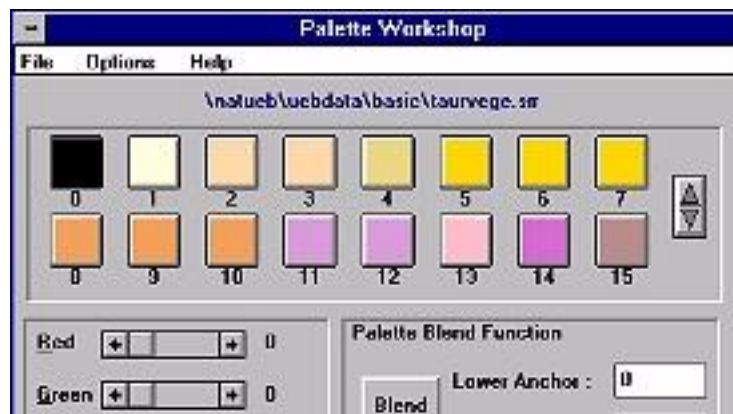 Palette Workshop
File Options Help
\natueb\uebdata\basic\taurvege.srr
0 1 2 3 4 5 6 7
8 9 10 11 12 13 14 15
Red 0
Palette Blend Function
Green 0
Blend
Lower Anchor : 0